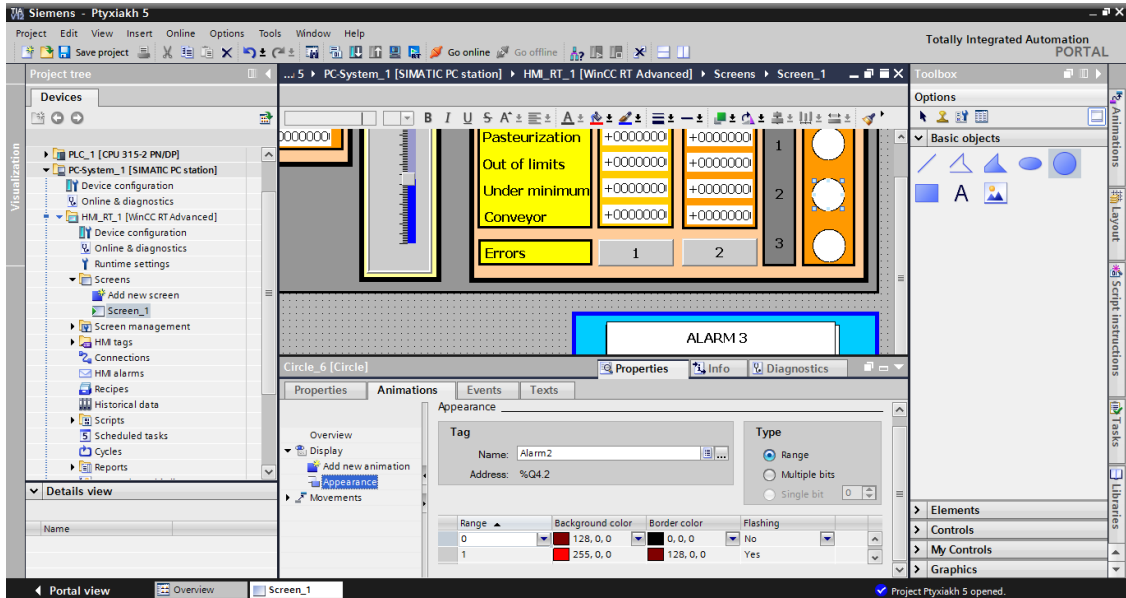 Siemens - Ptyxiakh 5
Project Edit View Insert Online Options Tools Window Help
Save project Go online Go offline
Totally Integrated Automation
PORTAL
Project tree
...5 PC-System_1 [SIMATIC PC station] HMI_RT_1 [WinCC RT Advanced] Screens Screen_1
Toolbox
Devices
Options
B I U S A
Visualization
PLC_1 [CPU 315-2 PN/DP]
PC-System_1 [SIMATIC PC station]
Device configuration
Online & diagnostics
HMI_RT_1 [WinCC RT Advanced]
Device configuration
Online & diagnostics
Runtime settings
Screens
Add new screen
Screen_1
Screen management
HMI tags
Connections
HMI alarms
Recipes
Historical data
Scripts
Scheduled tasks
Cycles
Reports
Details view
Name
Pasteurization +0000000 +0000000
Out of limits +0000000 +0000000
Under minimum +0000000 +0000000
Conveyor +0000000 +0000000
Errors 1 2
1
2
3
ALARM 3
Circle_6 [Circle]
Properties Info Diagnostics
Properties Animations Events Texts
Appearance
Overview
Display
Add new animation
Appearance
Movements
Tag
Name: Alarm2
Address: %Q4.2
Type
Range
Multiple bits
Single bit 0
Range Background color Border color Flashing
0 128, 0, 0 0, 0, 0 No
1 255, 0, 0 128, 0, 0 Yes
Basic objects
A
Elements
Controls
My Controls
Graphics
Animations
Layout
Script instructions
Tasks
Libraries
Portal view Overview Screen_1
Project Ptyxiakh 5 opened.